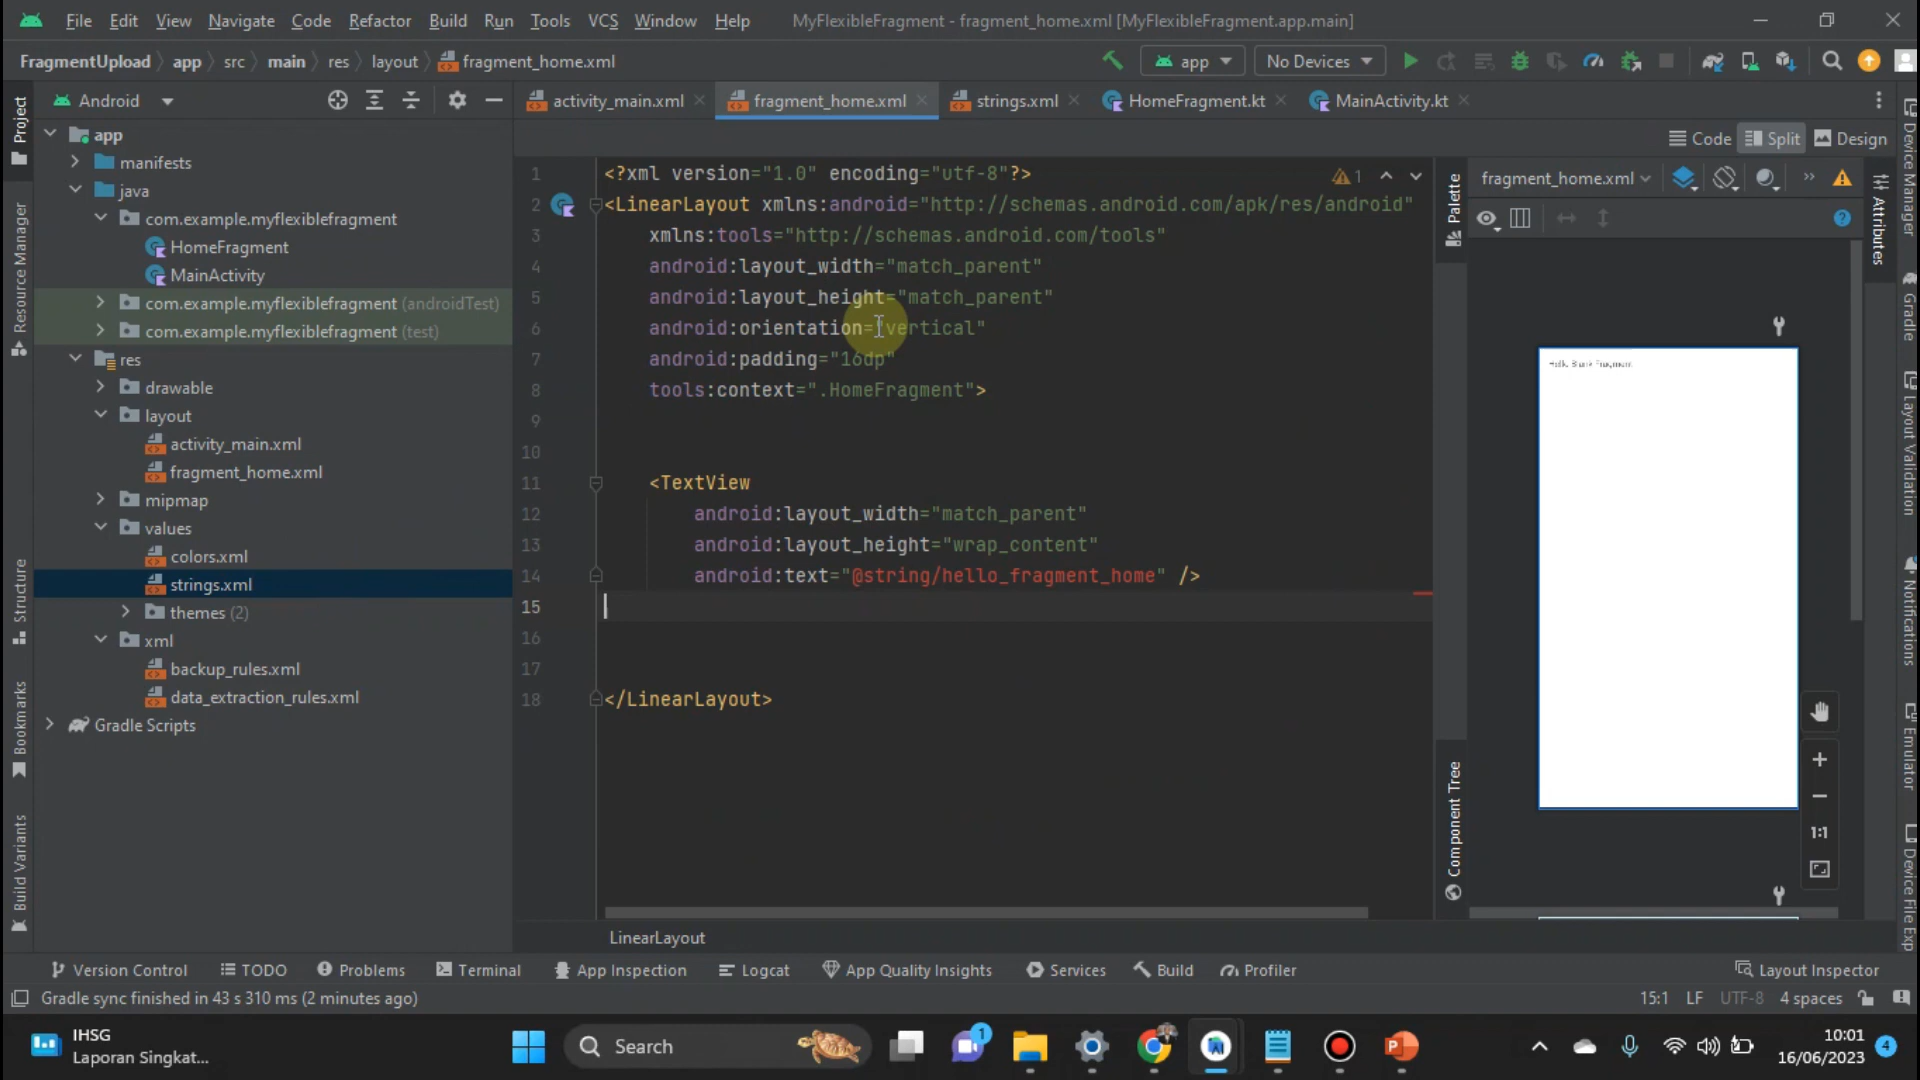 File Edit View Navigate Code Refactor Build Run Tools VCS Window Help MyFlexibleFragment - fragment_home.xml [MyFlexibleFragment.app.main]
FragmentUpload app src main res layout fragment_home.xml app No Devices
Project
Android
activity_main.xml fragment_home.xml strings.xml HomeFragment.kt MainActivity.kt
Code Split Design
app
manifests
java
com.example.myflexiblefragment
HomeFragment
MainActivity
com.example.myflexiblefragment (androidTest)
com.example.myflexiblefragment (test)
res
drawable
layout
activity_main.xml
fragment_home.xml
mipmap
values
colors.xml
strings.xml
themes (2)
xml
backup_rules.xml
data_extraction_rules.xml
Gradle Scripts
Resource Manager
Structure
Bookmarks
Build Variants
1 <?xml version="1.0" encoding="utf-8"?>
2 <LinearLayout xmlns:android="http://schemas.android.com/apk/res/android"
3 xmlns:tools="http://schemas.android.com/tools"
4 android:layout_width="match_parent"
5 android:layout_height="match_parent"
6 android:orientation="vertical"
7 android:padding="16dp"
8 tools:context=".HomeFragment">
9
10
11 <TextView
12 android:layout_width="match_parent"
13 android:layout_height="wrap_content"
14 android:text="@string/hello_fragment_home" />
15
16
17
18 </LinearLayout>
1
LinearLayout
Palette
Component Tree
fragment_home.xml
Hello Blank Fragment
1:1
Attributes
Device Manager
Gradle
Layout Validation
Notifications
Emulator
Device File Exp
Version Control TODO Problems Terminal App Inspection Logcat App Quality Insights Services Build Profiler Layout Inspector
Gradle sync finished in 43 s 310 ms (2 minutes ago) 15:1 LF UTF-8 4 spaces
IHSG
Laporan Singkat...
Search
1
10:01
16/06/2023
4